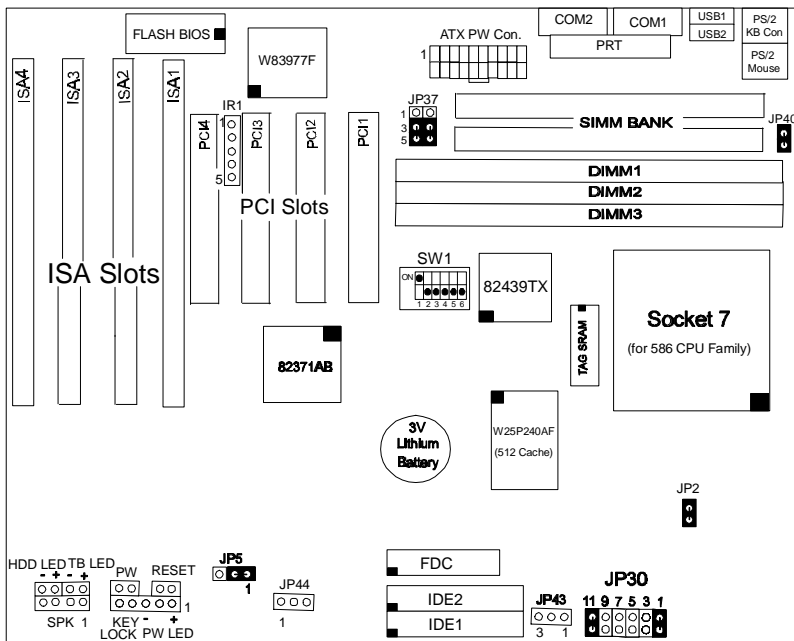 FLASH BIOS
W83977F
ATX PW Con.
1
COM2
COM1
PRT
USB1
USB2
PS/2
KB Con
PS/2
Mouse
ISA4
ISA3
ISA2
ISA1
PCI4
IR1
1
5
PCI3
PCI2
PCI1
JP37
1
3
5
SIMM BANK
JP40
DIMM1
DIMM2
DIMM3
PCI Slots
ISA Slots
SW1
ON
1 2 3 4 5 6
82439TX
TAG SRAM
Socket 7
(for 586 CPU Family)
82371AB
3V
Lithium
Battery
W25P240AF
(512 Cache)
JP2
HDD LED
TB LED
- + - +
SPK 1
PW
RESET
1
KEY
LOCK
- +
PW LED
JP5
1
JP44
1
FDC
IDE2
IDE1
JP43
3 1
JP30
11 9 7 5 3 1